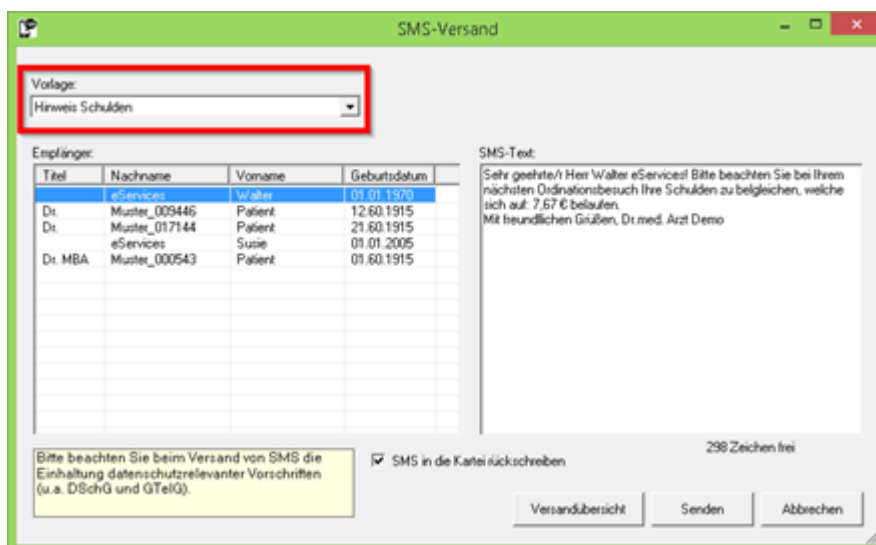 SMS-Versand
Vorlage:
Hinweis Schulden
Empfänger:
Titel Nachname Vorname Geburtsdatum
eServices Walter 01.01.1970
Dr. Muster_009446 Patient 12.60.1915
Dr. Muster_017144 Patient 21.60.1915
eServices Susie 01.01.2005
Dr. MBA Muster_000543 Patient 01.60.1915
SMS-Text:
Sehr geehrte/r Herr Walter eServices! Bitte beachten Sie bei Ihrem
nächsten Ordinationsbesuch Ihre Schulden zu belgleichen, welche
sich auf: 7,67 € belaufen.
Mit freundlichen Grüßen, Dr.med. Arzt Demo
298 Zeichen frei
Bitte beachten Sie beim Versand von SMS die
Einhaltung datenschutzrelevanter Vorschriften
(u.a. DSchG und GTelG).
SMS in die Kartei rückschreiben
Versandübersicht Senden Abbrechen